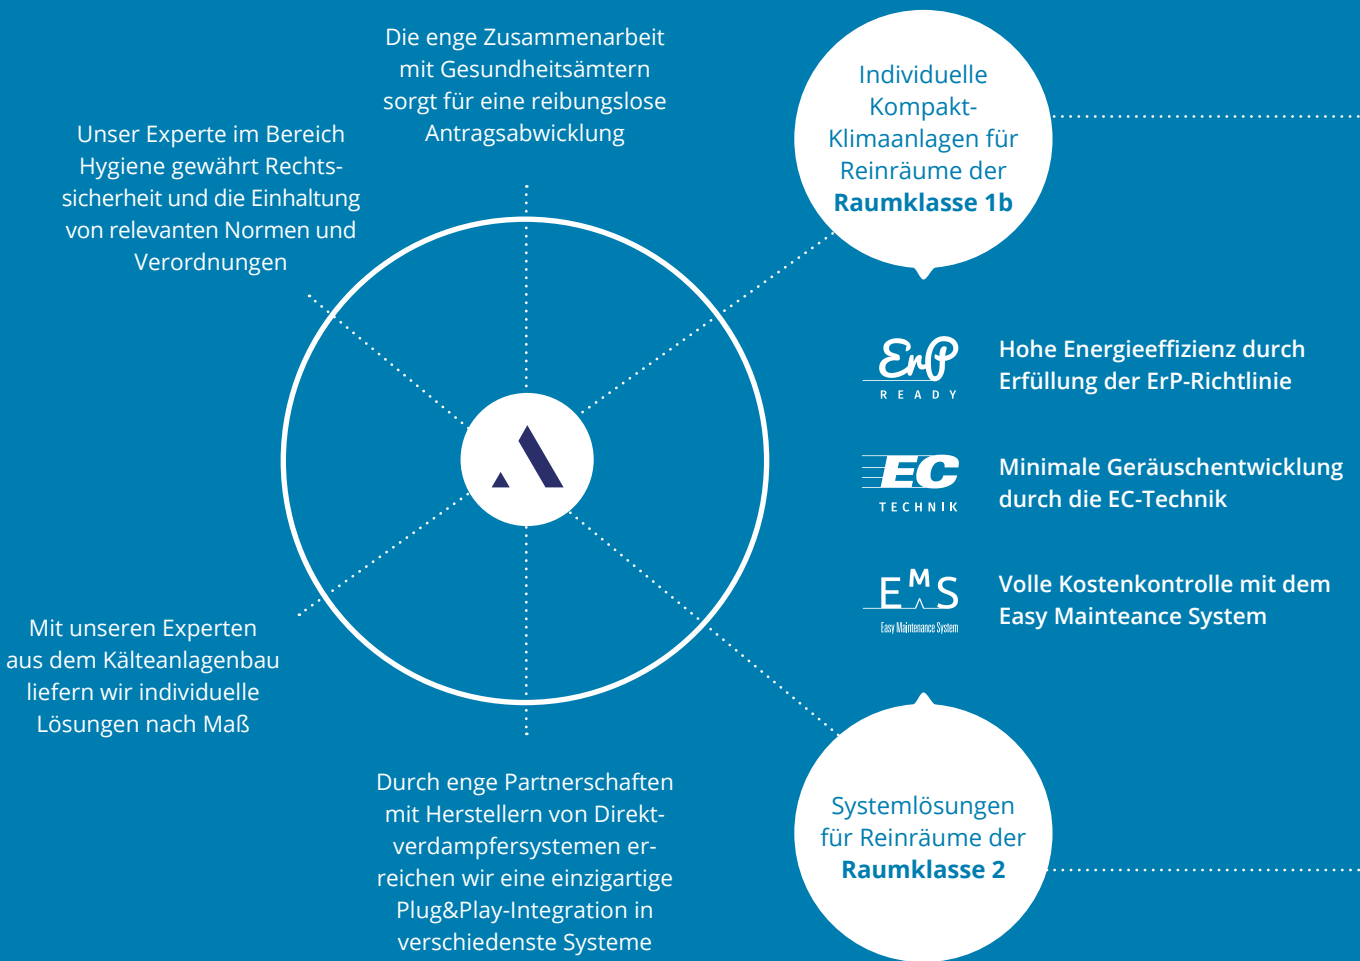 Die enge Zusammenarbeit
mit Gesundheitsämtern
sorgt für eine reibungslose
Antragsabwicklung
Unser Experte im Bereich
Hygiene gewährt Rechts-
sicherheit und die Einhaltung
von relevanten Normen und
Verordnungen
Mit unseren Experten
aus dem Kälteanlagenbau
liefern wir individuelle
Lösungen nach Maß
Durch enge Partnerschaften
mit Herstellern von Direkt-
verdampfersystemen er-
reichen wir eine einzigartige
Plug&Play-Integration in
verschiedenste Systeme
Individuelle
Kompakt-
Klimaanlagen für
Reinräume der
Raumklasse 1b
ErP
READY
Hohe Energieeffizienz durch
Erfüllung der ErP-Richtlinie
EC
TECHNIK
Minimale Geräuschentwicklung
durch die EC-Technik
EMS
Easy Maintenance System
Volle Kostenkontrolle mit dem
Easy Mainteance System
Systemlösungen
für Reinräume der
Raumklasse 2